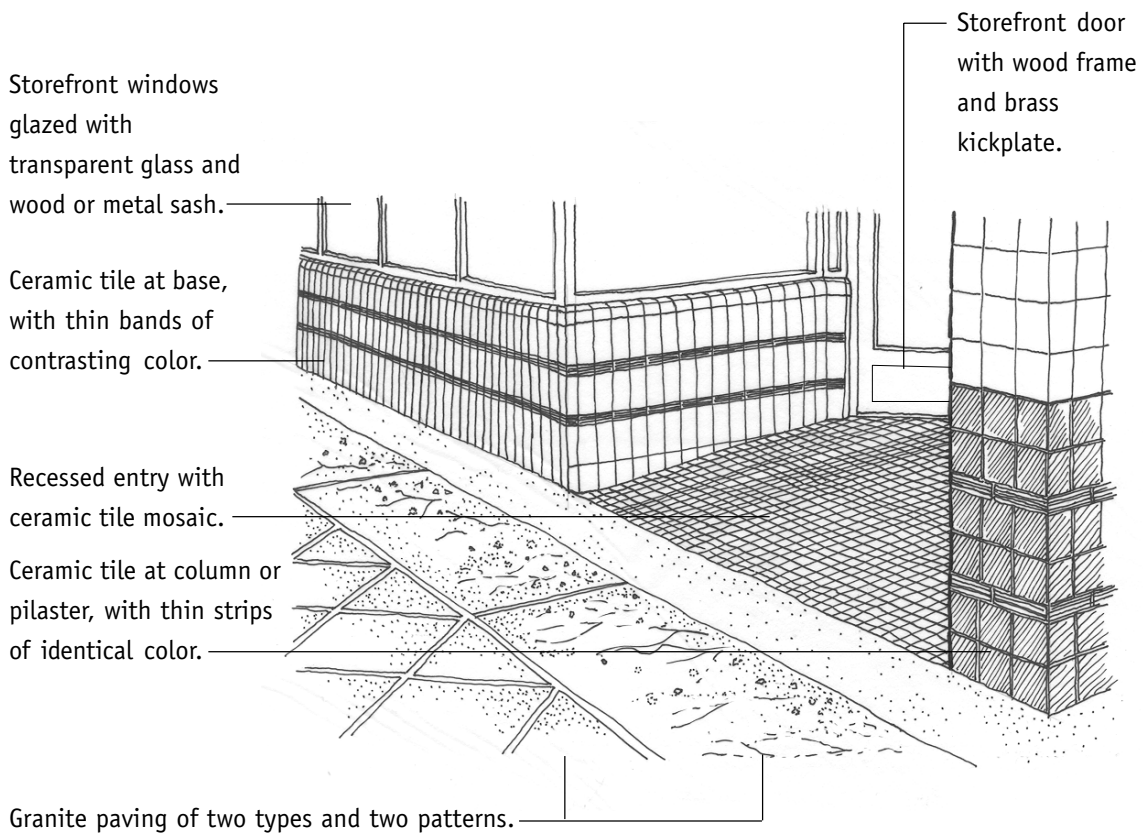 Storefront door
with wood frame
and brass
kickplate.
Storefront windows
glazed with
transparent glass and
wood or metal sash.
Ceramic tile at base,
with thin bands of
contrasting color.
Recessed entry with
ceramic tile mosaic.
Ceramic tile at column or
pilaster, with thin strips
of identical color.
Granite paving of two types and two patterns.